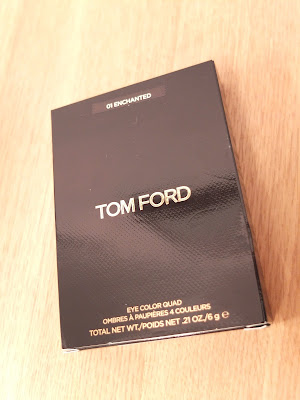 01 ENCHANTED
TOM FORD
EYE COLOR QUAD
OMBRES À PAUPIÈRES 4 COULEURS
TOTAL NET WT./POIDS NET .21 OZ./6 g ℮